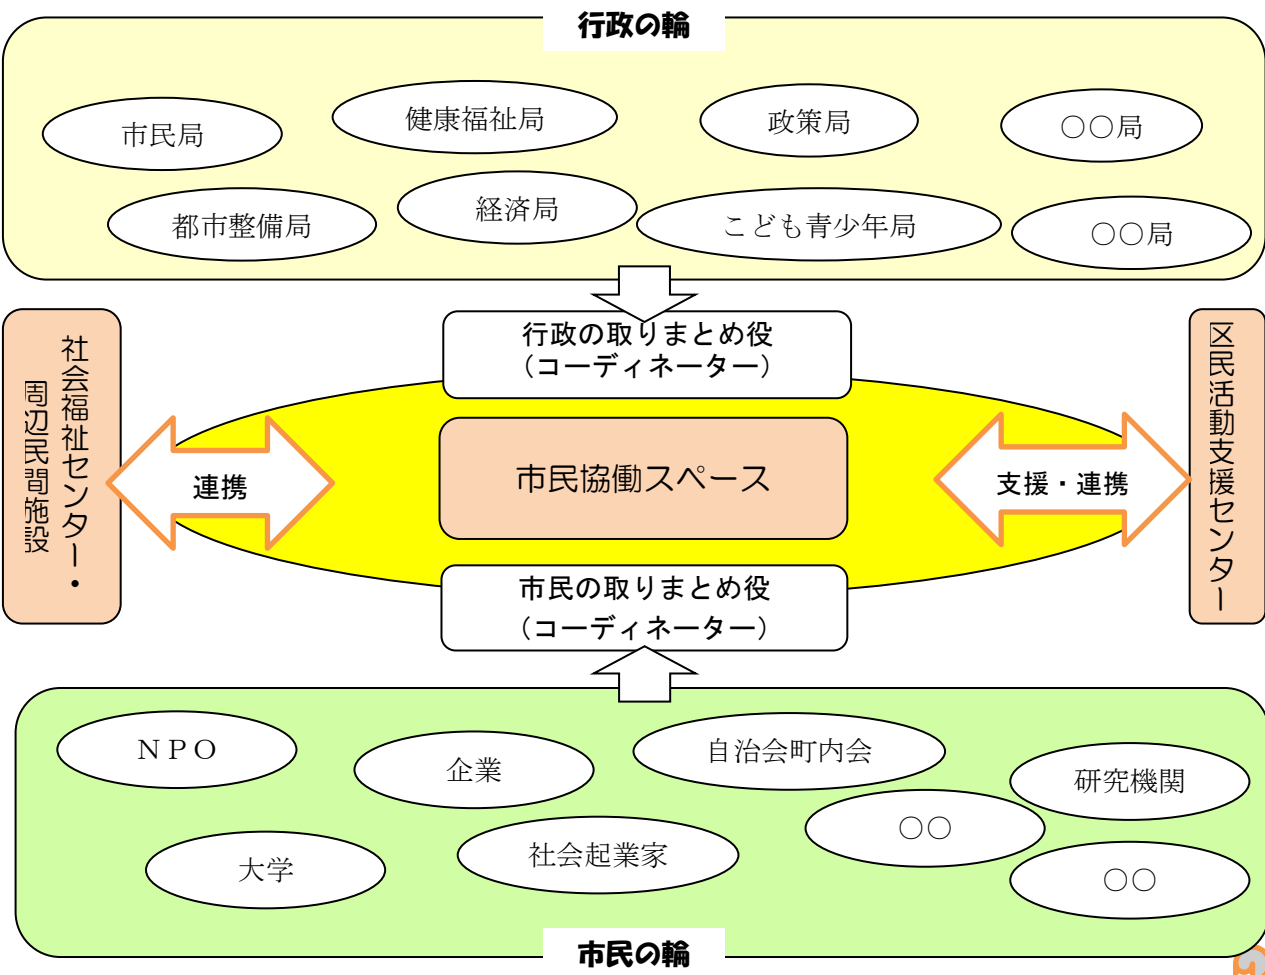 行政の輪
市民局
健康福祉局
政策局
○○局
都市整備局
経済局
こども青少年局
○○局
行政の取りまとめ役
（コーディネーター）
社会福祉センター・
周辺民間施設
連携
市民協働スペース
支援・連携
区民活動支援センター
市民の取りまとめ役
（コーディネーター）
ＮＰＯ
企業
自治会町内会
研究機関
○○
大学
社会起業家
○○
市民の輪